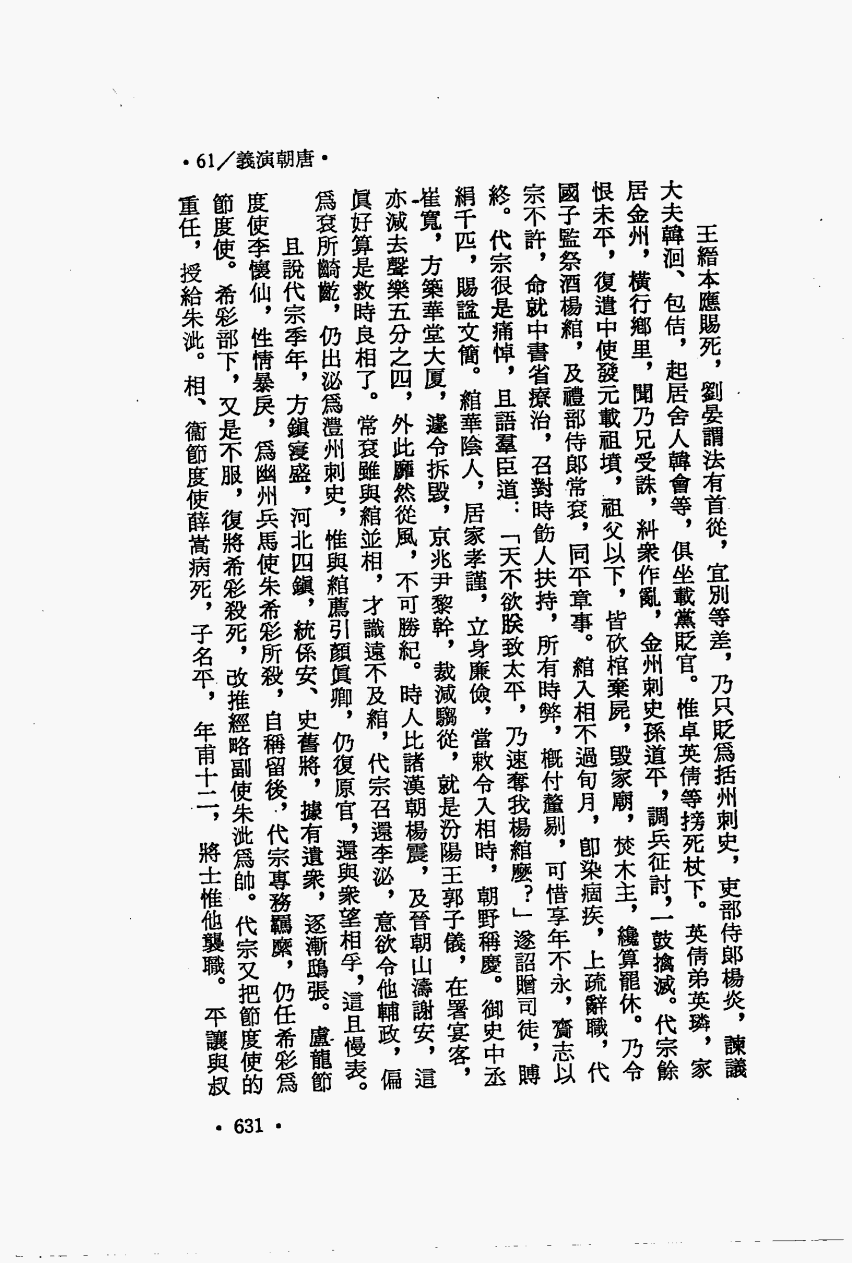 •61／義演朝唐•
王縉本應賜死，劉晏謂法有首從，宜別等差，乃只貶爲括州刺史，吏部侍郞楊炎，諫議
大夫韓洄、包佶，起居舍人韓會等，俱坐載黨貶官。惟卓英倩等搒死杖下。英倩弟英璘，家
居金州，橫行鄉里，聞乃兄受誅，糾衆作亂，金州刺史孫道平，調兵征討，一鼓擒滅。代宗餘
恨未平，復遣中使發元載祖墳，祖父以下，皆砍棺棄屍，毀家廟，焚木主，纔算罷休。乃令
國子監祭酒楊綰，及禮部侍郞常袞，同平章事。綰入相不過旬月，卽染痼疾，上疏辭職，代
宗不許，命就中書省療治，召對時飭人扶持，所有時弊，槪付釐剔，可惜享年不永，齎志以
終。代宗很是痛悼，且語羣臣道：「天不欲朕致太平，乃速奪我楊綰麽？」遂詔贈司徒，賻
絹千匹，賜諡文簡。綰華陰人，居家孝謹，立身廉儉，當敕令入相時，朝野稱慶。御史中丞
崔寬，方築華堂大厦，遽令拆毀，京兆尹黎幹，裁減騶從，就是汾陽王郭子儀，在署宴客，
亦減去聲樂五分之四，外此靡然從風，不可勝紀。時人比諸漢朝楊震，及晉朝山濤謝安，這
眞好算是救時良相了。常袞雖與綰並相，才識遠不及綰，代宗召還李泌，意欲令他輔政，偏
爲袞所齮齕，仍出泌爲澧州刺史，惟與綰薦引顏眞卿，仍復原官，還與衆望相孚，這且慢表。
且說代宗季年，方鎭寖盛，河北四鎭，統係安、史舊將，據有遺衆，逐漸鴟張。盧龍節
度使李懷仙，性情暴戾，爲幽州兵馬使朱希彩所殺，自稱留後，代宗專務羈縻，仍任希彩爲
節度使。希彩部下，又是不服，復將希彩殺死，改推經略副使朱泚爲帥。代宗又把節度使的
重任，授給朱泚。相、衞節度使薛嵩病死，子名平，年甫十二，將士惟他襲職。平讓與叔
•631•